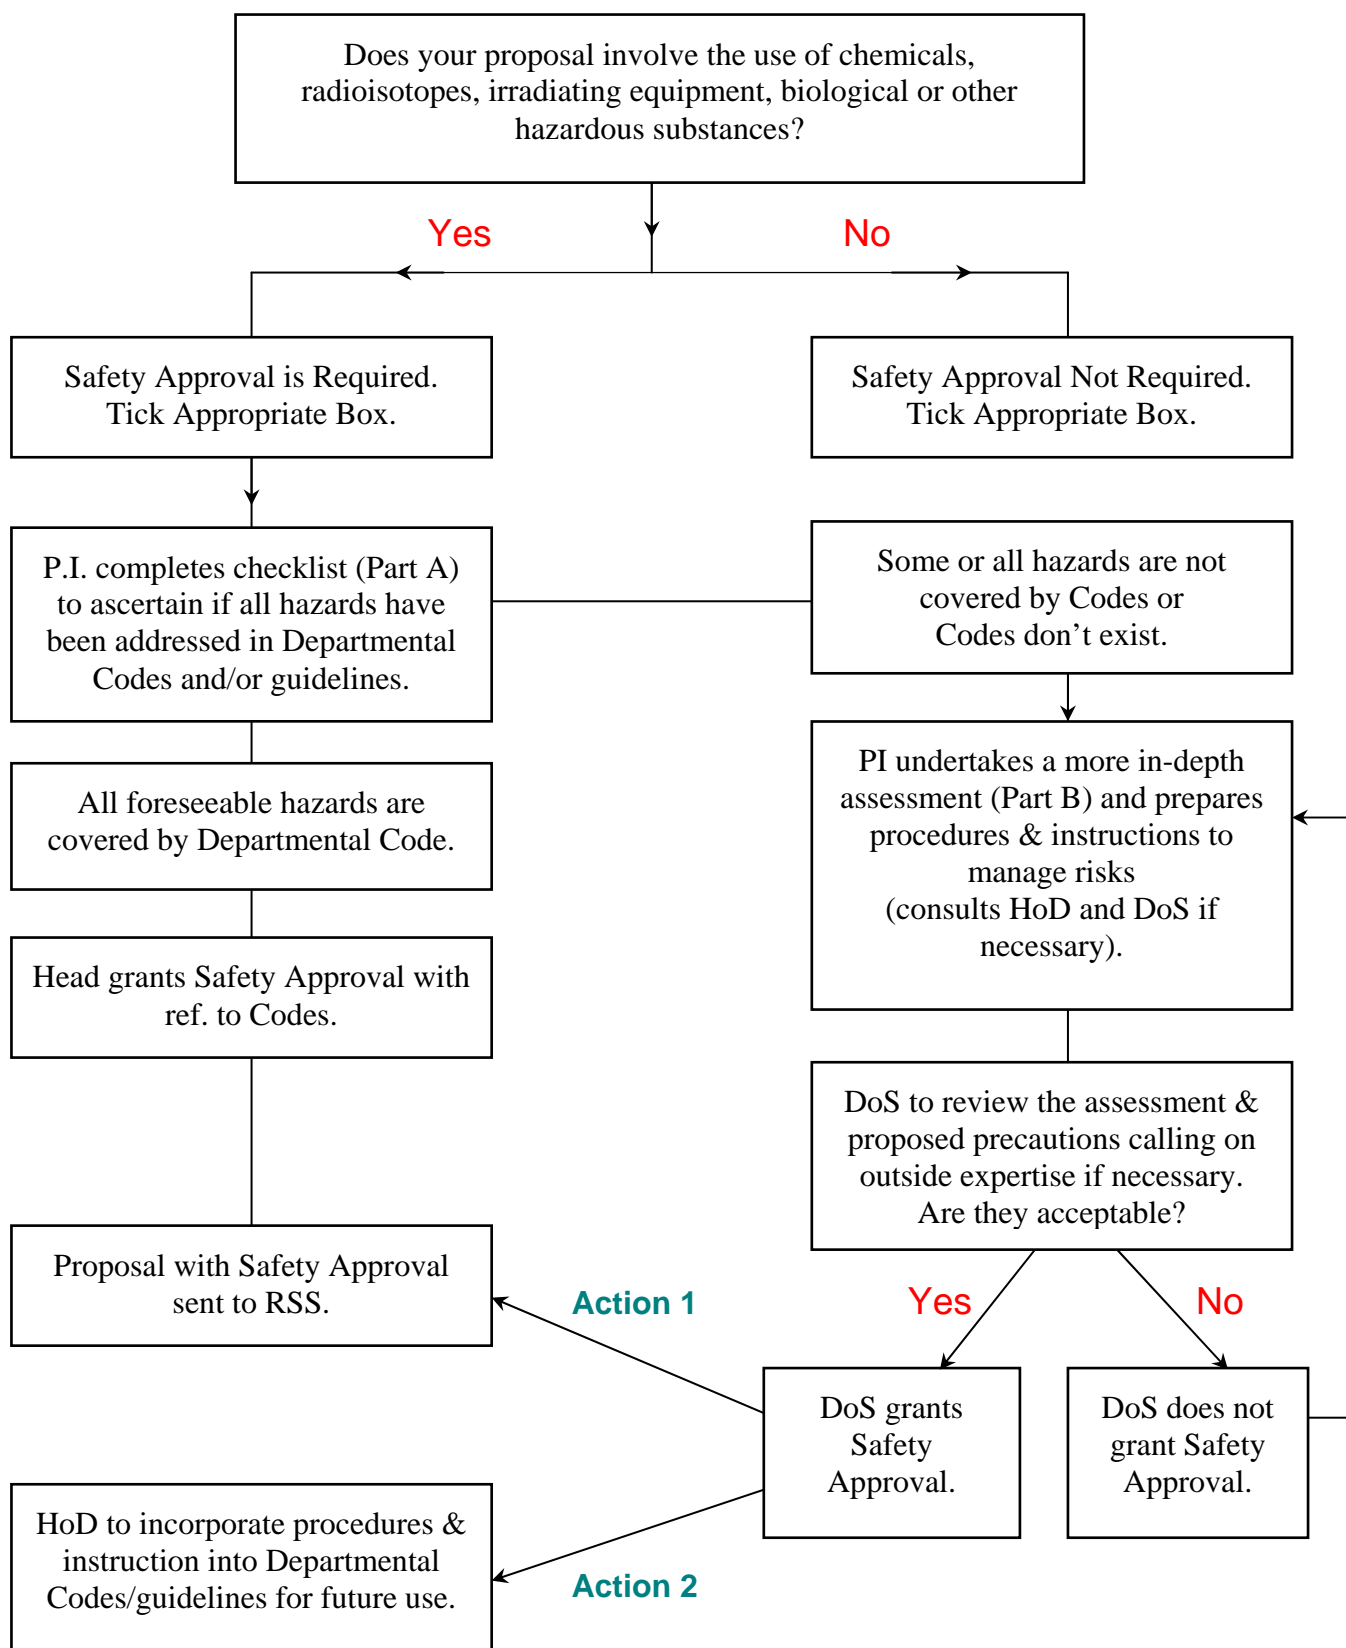 Does your proposal involve the use of chemicals,
radioisotopes, irradiating equipment, biological or other
hazardous substances?
Yes
No
Safety Approval is Required.
Tick Appropriate Box.
Safety Approval Not Required.
Tick Appropriate Box.
P.I. completes checklist (Part A)
to ascertain if all hazards have
been addressed in Departmental
Codes and/or guidelines.
Some or all hazards are not
covered by Codes or
Codes don’t exist.
All foreseeable hazards are
covered by Departmental Code.
PI undertakes a more in-depth
assessment (Part B) and prepares
procedures & instructions to
manage risks
(consults HoD and DoS if
necessary).
Head grants Safety Approval with
ref. to Codes.
DoS to review the assessment &
proposed precautions calling on
outside expertise if necessary.
Are they acceptable?
Proposal with Safety Approval
sent to RSS.
Action 1
Yes
No
DoS grants
Safety
Approval.
DoS does not
grant Safety
Approval.
HoD to incorporate procedures &
instruction into Departmental
Codes/guidelines for future use.
Action 2